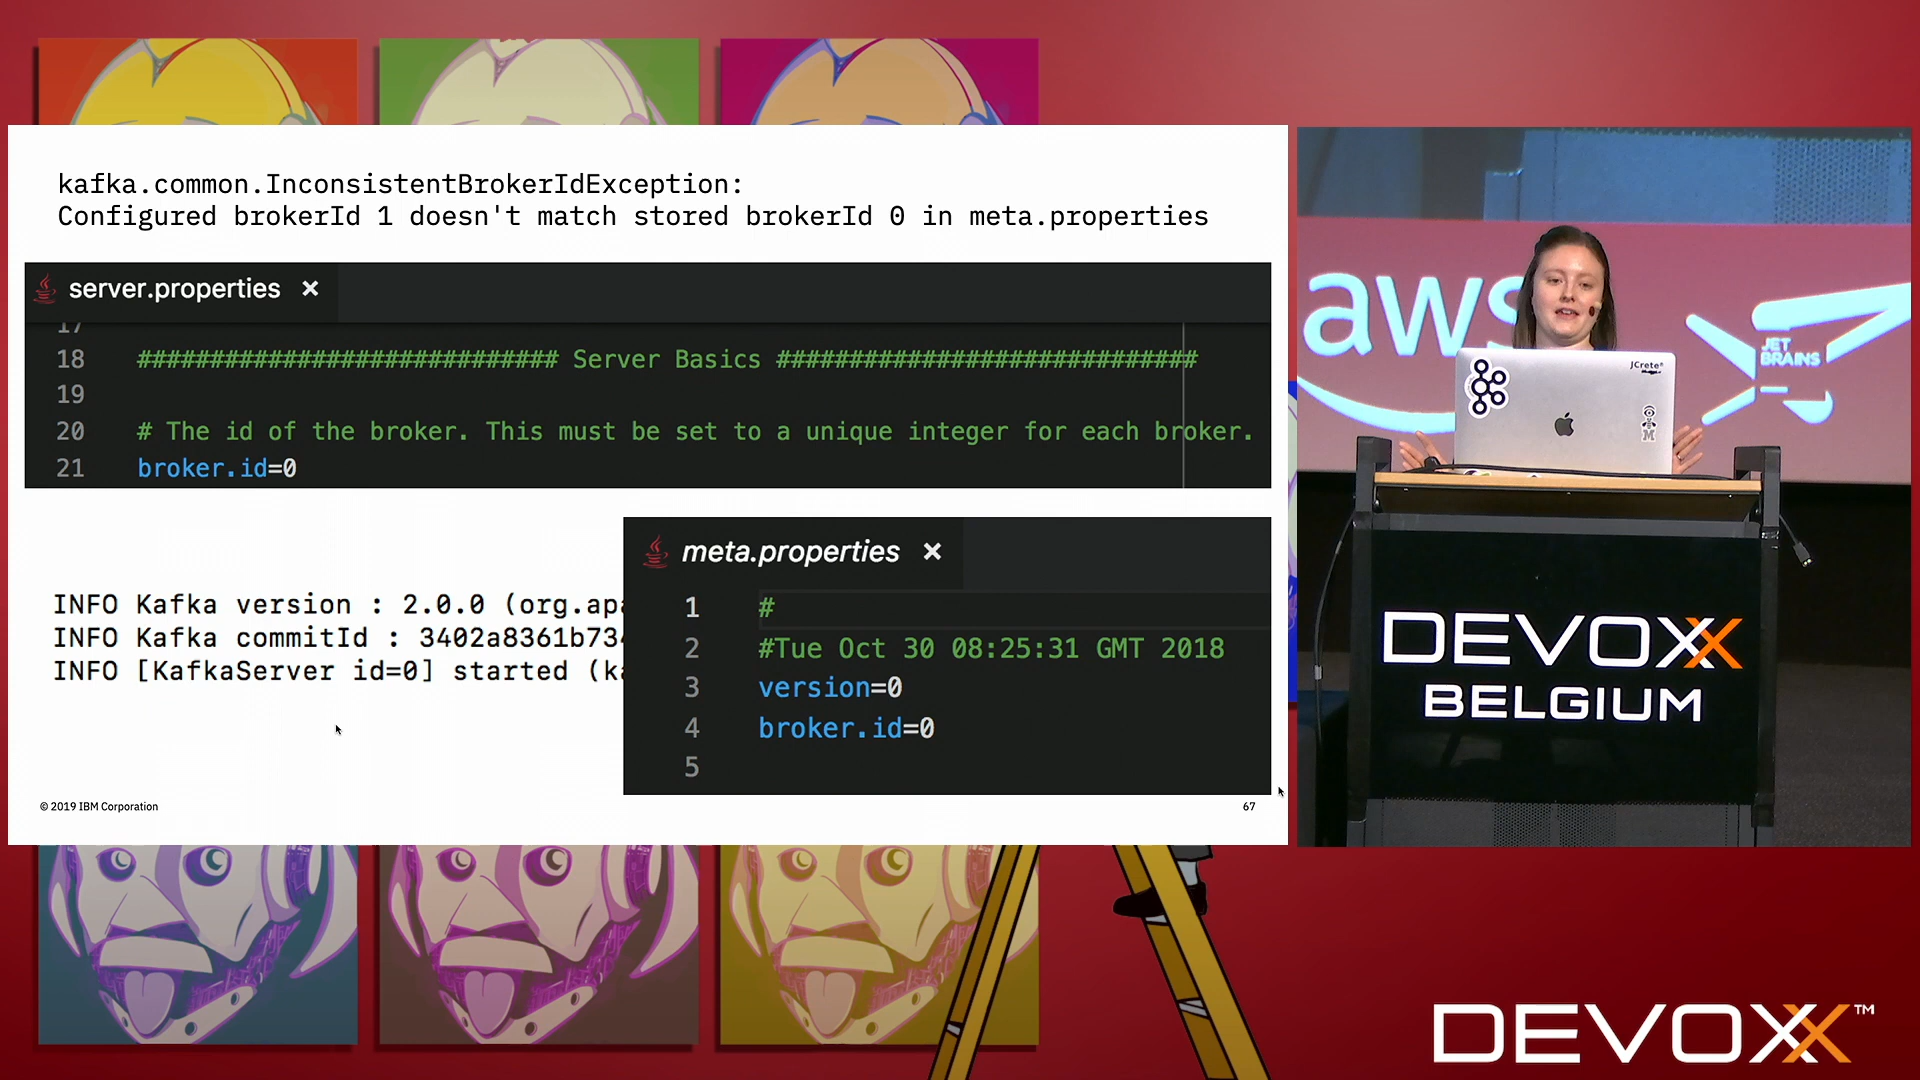 kafka.common.InconsistentBrokerIdException:
Configured brokerId 1 doesn't match stored brokerId 0 in meta.properties
server.properties ×
17
18 ############################# Server Basics #############################
19
20 # The id of the broker. This must be set to a unique integer for each broker.
21 broker.id=0
INFO Kafka version : 2.0.0 (org.apa
INFO Kafka commitId : 3402a8361b734
INFO [KafkaServer id=0] started (ka
meta.properties ×
1 #
2 #Tue Oct 30 08:25:31 GMT 2018
3 version=0
4 broker.id=0
5
© 2019 IBM Corporation
67
aws
JET
BRAINS
JCrete
M
DEVOXX
BELGIUM
DEVOXX™